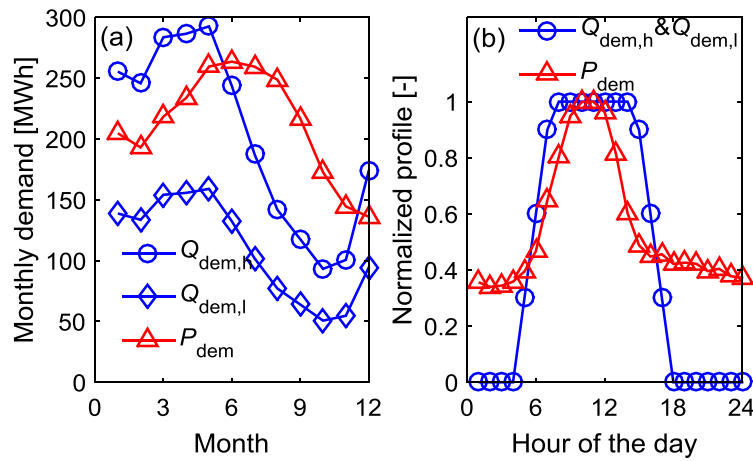 (a)
300
250
200
150
100
50
0
Monthly demand [MWh]
Q_dem,h
Q_dem,l
P_dem
0 3 6 9 12
Month
(b)
Q_dem,h & Q_dem,l
P_dem
1
0.8
0.6
0.4
0.2
0
Normalized profile [-]
0 6 12 18 24
Hour of the day